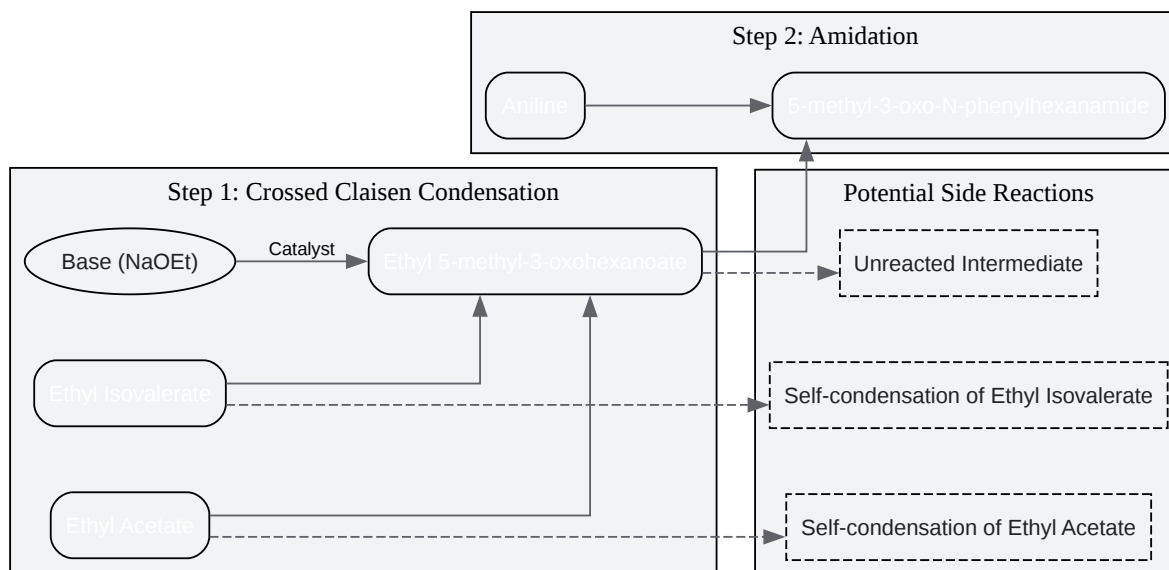 Step 2: Amidation
Aniline
5-methyl-3-oxo-N-phenylhexanamide
Step 1: Crossed Claisen Condensation
Base (NaOEt)
Catalyst
Ethyl 5-methyl-3-oxohexanoate
Ethyl Isovalerate
Ethyl Acetate
Potential Side Reactions
Unreacted Intermediate
Self-condensation of Ethyl Isovalerate
Self-condensation of Ethyl Acetate